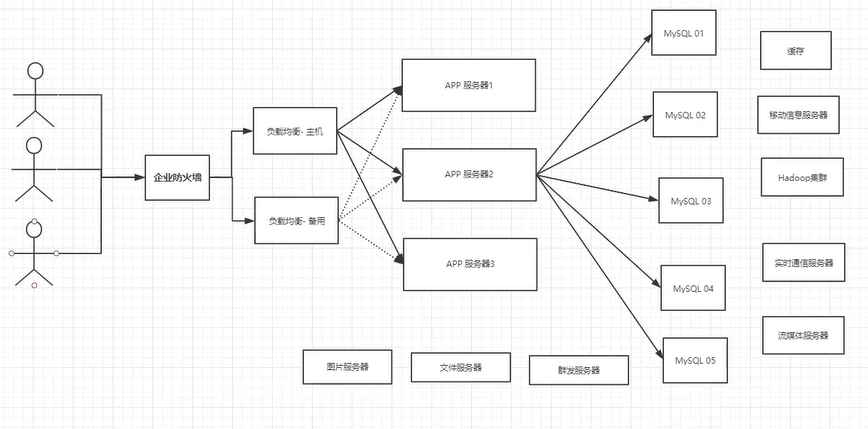 企业防火墙
负载均衡- 主机
负载均衡- 备用
APP 服务器1
APP 服务器2
APP 服务器3
MySQL 01
MySQL 02
MySQL 03
MySQL 04
MySQL 05
缓存
移动信息服务器
Hadoop集群
实时通信服务器
流媒体服务器
图片服务器
文件服务器
群发服务器